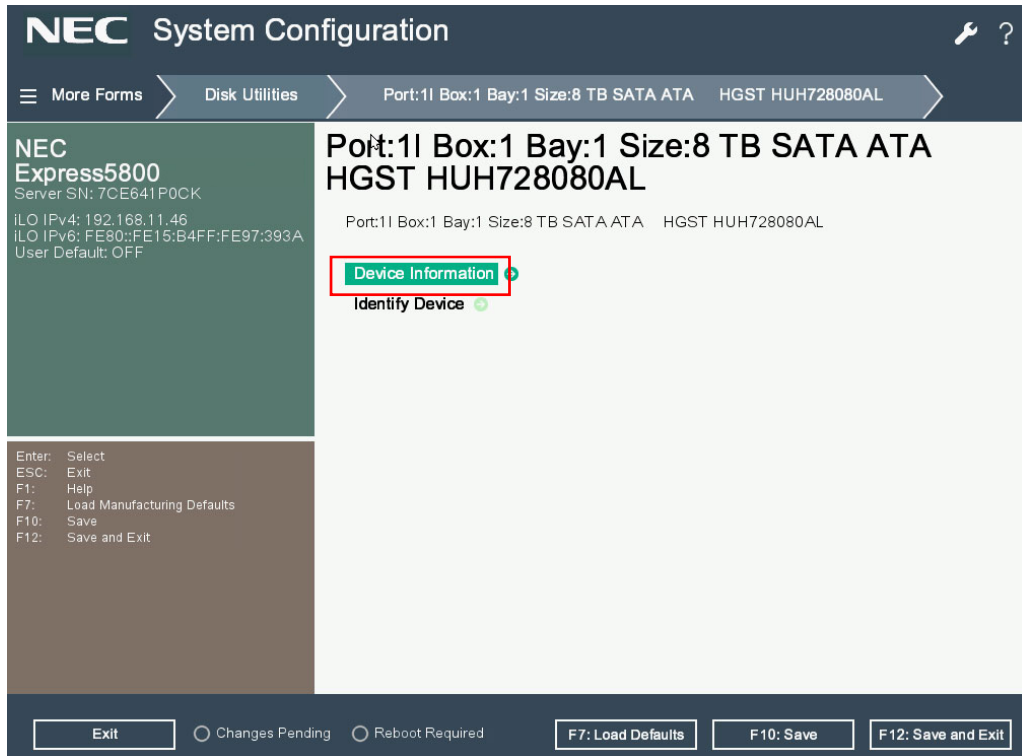 NEC System Configuration
?
More Forms Disk Utilities Port:1I Box:1 Bay:1 Size:8 TB SATA ATA HGST HUH728080AL
NEC
Express5800
Server SN: 7CE641P0CK
iLO IPv4: 192.168.11.46
iLO IPv6: FE80::FE15:B4FF:FE97:393A
User Default: OFF
Port:1I Box:1 Bay:1 Size:8 TB SATA ATA
HGST HUH728080AL
Port:1I Box:1 Bay:1 Size:8 TB SATA ATA HGST HUH728080AL
Device Information
Identify Device
Enter: Select
ESC: Exit
F1: Help
F7: Load Manufacturing Defaults
F10: Save
F12: Save and Exit
Exit Changes Pending Reboot Required F7: Load Defaults F10: Save F12: Save and Exit